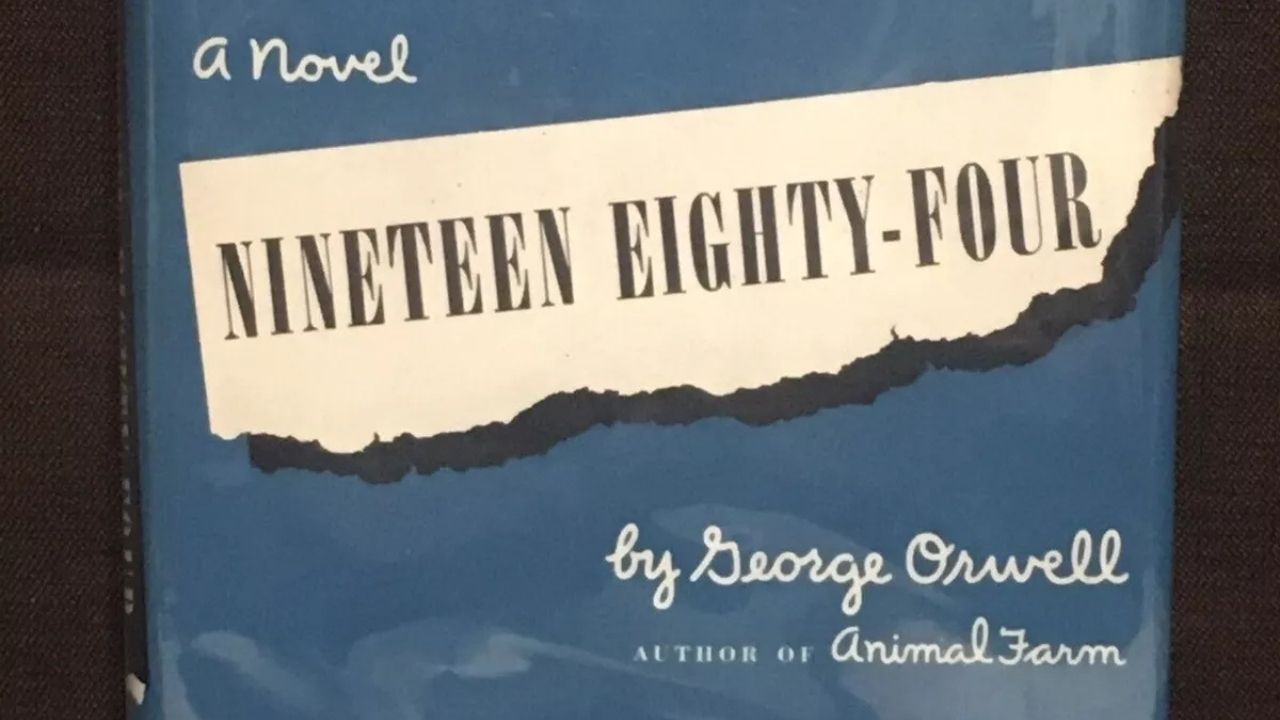 a Novel
NINETEEN EIGHTY-FOUR
by George Orwell
AUTHOR OF Animal Farm